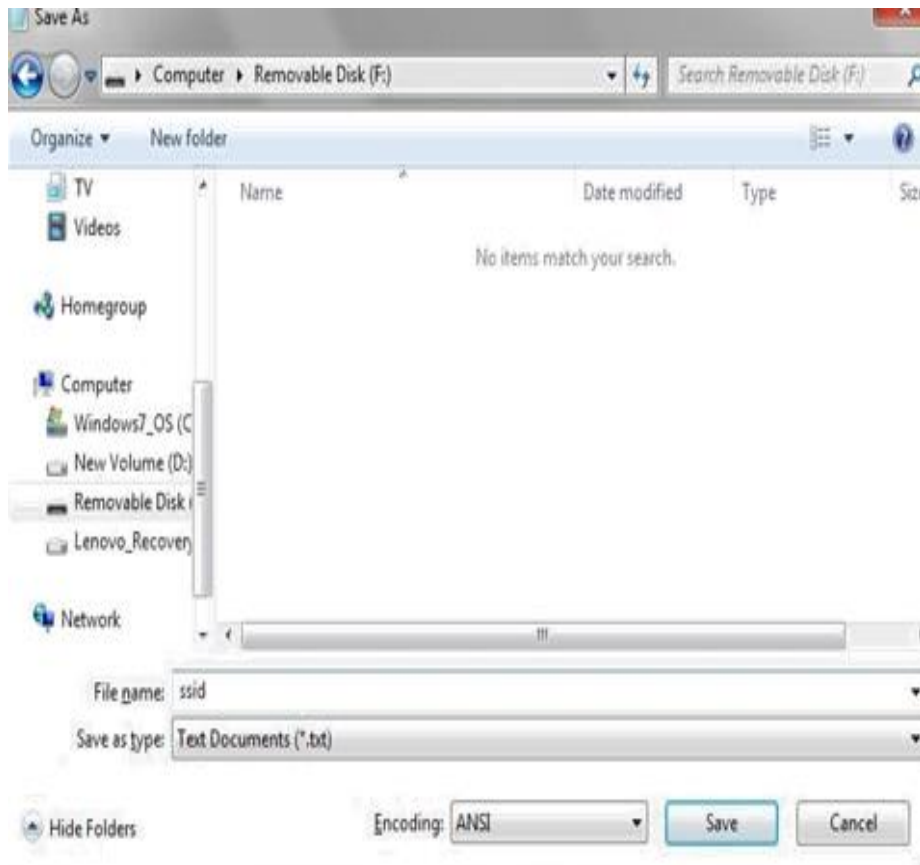 Save As
Computer ▸ Removable Disk (F:)
Search Removable Disk (F:)
Organize ▾ New folder
Name Date modified Type
TV
Videos
No items match your search.
Homegroup
Computer
Windows7_OS (C
New Volume (D:)
Removable Disk (
Lenovo_Recovery
Network
File name: ssid
Save as type: Text Documents (*.txt)
Hide Folders
Encoding: ANSI
Save
Cancel